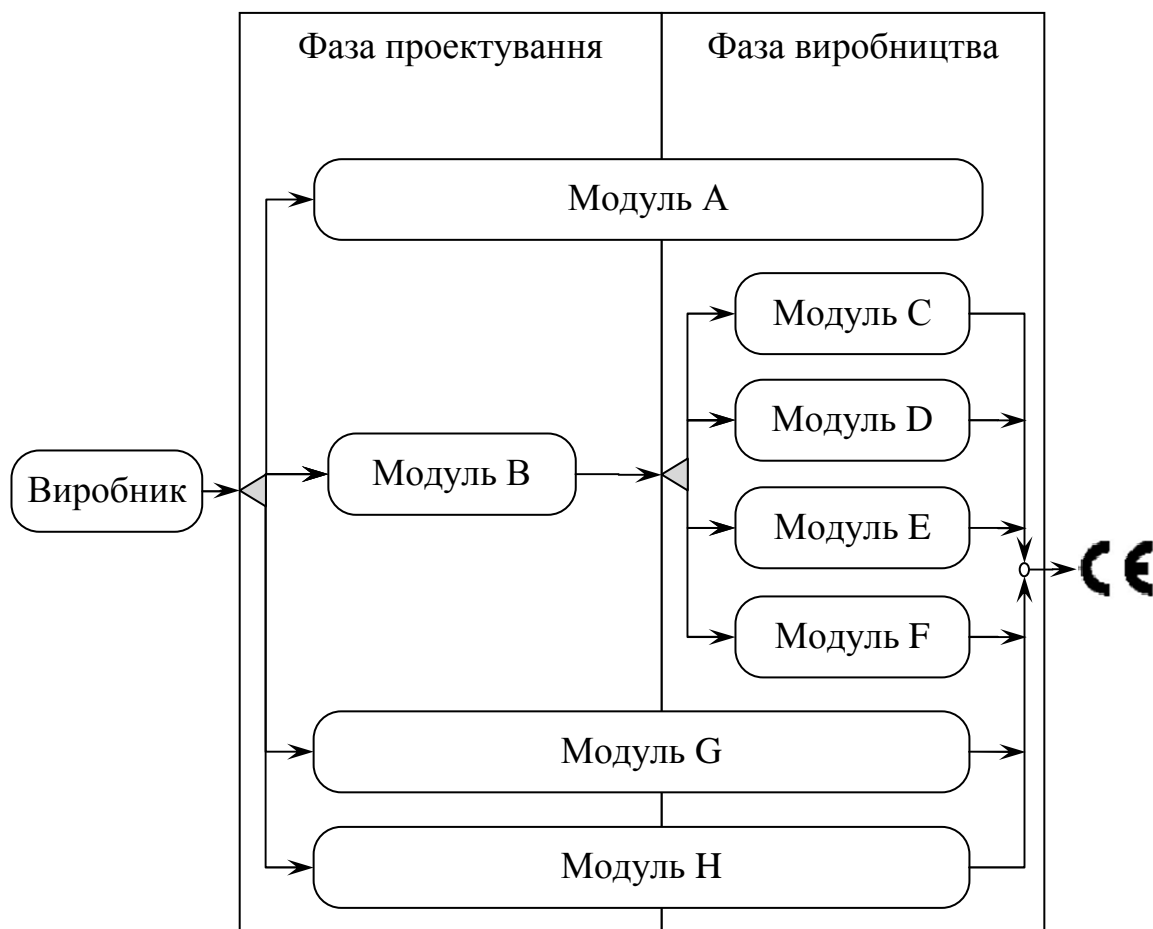 Фаза проектування
Фаза виробництва
Модуль A
Модуль C
Модуль D
Виробник
Модуль B
Модуль E
CE
Модуль F
Модуль G
Модуль H